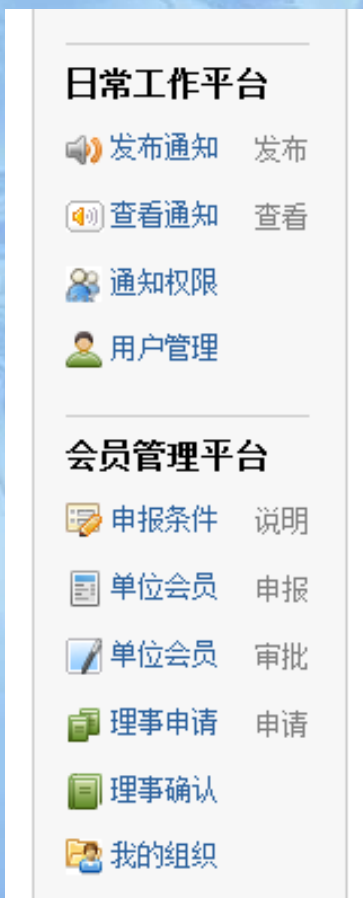 日常工作平台
发布通知 发布
查看通知 查看
通知权限
用户管理
会员管理平台
申报条件 说明
单位会员 申报
单位会员 审批
理事申请 申请
理事确认
我的组织